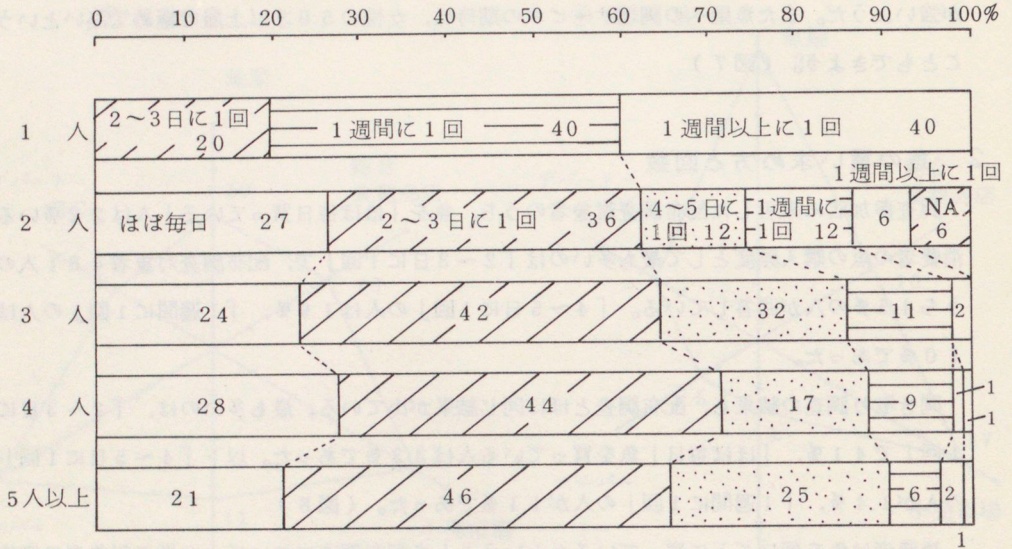 10 20 30 40 50 60 70 80 90 100%
1 人 2～3日に1回 20 1週間に1回 40 1週間以上に1回 40
1週間以上に1回
2 人 ほぼ毎日 27 2～3日に1回 36 4～5日に1回 12 1週間に1回 12 6 NA 6
3 人 24 42 32 11 2
4 人 28 44 17 9 1
1
5人以上 21 46 25 6 2
1